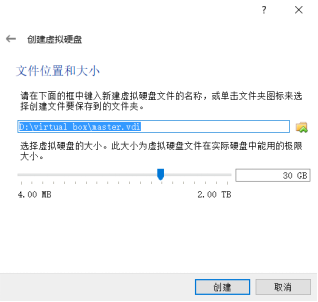 ?
创建虚拟硬盘
文件位置和大小
请在下面的框中键入新建虚拟硬盘文件的名称，或单击文件夹图标来选
择创建文件要保存到的文件夹。
D:\virtual box\master.vdi
选择虚拟硬盘的大小。此大小为虚拟硬盘文件在实际硬盘中能用的极限
大小。
30 GB
4.00 MB 2.00 TB
创建 取消